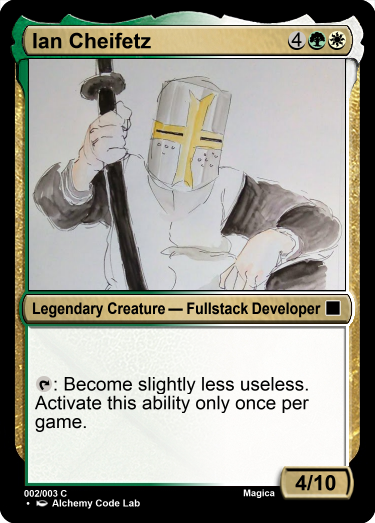 Ian Cheifetz 4
Legendary Creature — Fullstack Developer
: Become slightly less useless.
Activate this ability only once per
game.
4/10
002/003 C Magica
• Alchemy Code Lab